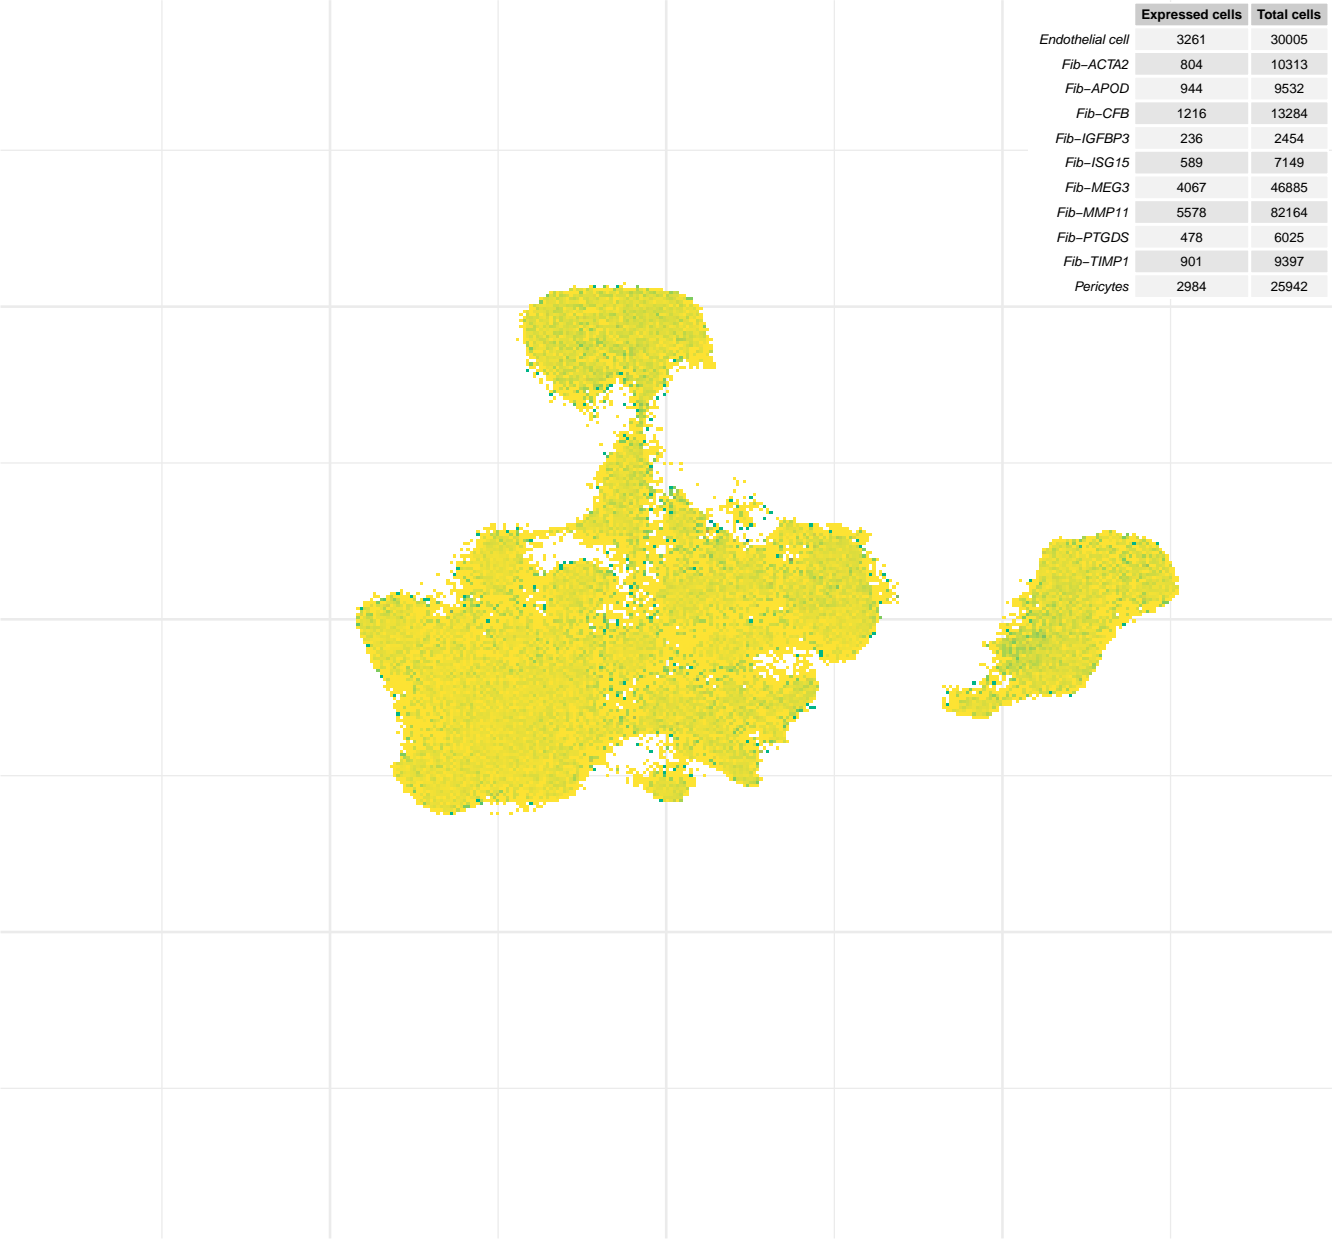 Expressed cells Total cells
Endothelial cell 3261 30005
Fib−ACTA2 804 10313
Fib−APOD 944 9532
Fib−CFB 1216 13284
Fib−IGFBP3 236 2454
Fib−ISG15 589 7149
Fib−MEG3 4067 46885
Fib−MMP11 5578 82164
Fib−PTGDS 478 6025
Fib−TIMP1 901 9397
Pericytes 2984 25942